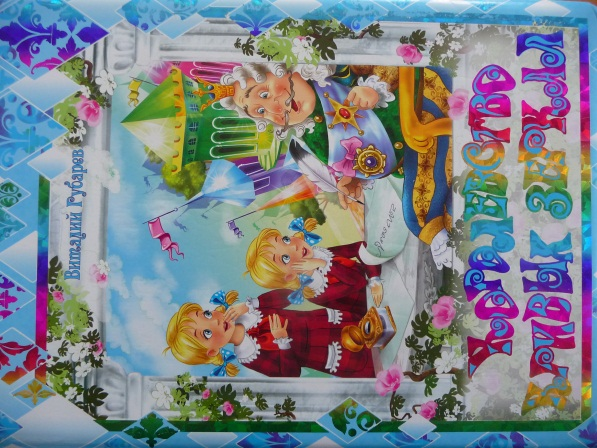 Виталий Губарев
КОРОЛЕВСТВО
КРИВЫХ ЗЕРКАЛ